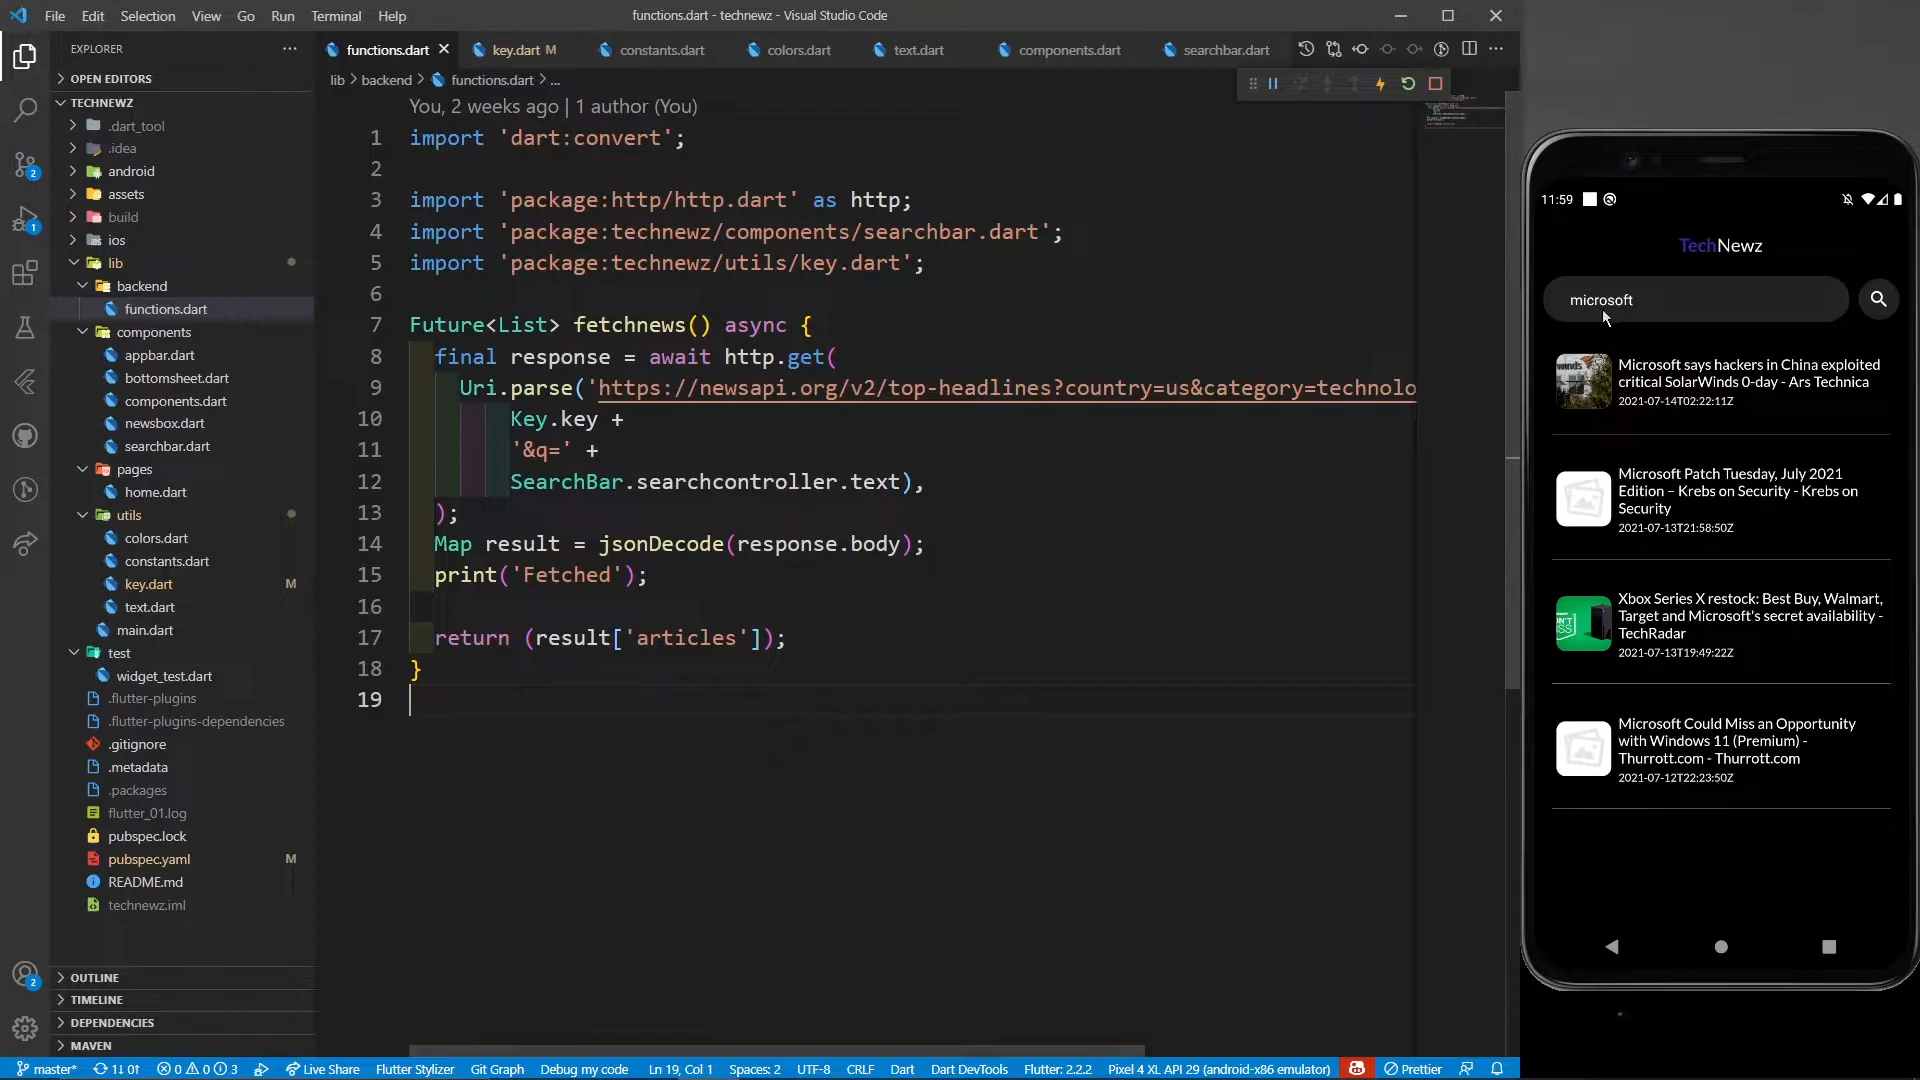 File Edit Selection View Go Run Terminal Help
functions.dart - technewz - Visual Studio Code
EXPLORER
OPEN EDITORS
TECHNEWZ
.dart_tool
.idea
android
assets
build
ios
lib
backend
functions.dart
components
appbar.dart
bottomsheet.dart
components.dart
newsbox.dart
searchbar.dart
pages
home.dart
utils
colors.dart
constants.dart
key.dart M
text.dart
main.dart
test
widget_test.dart
.flutter-plugins
.flutter-plugins-dependencies
.gitignore
.metadata
.packages
flutter_01.log
pubspec.lock
pubspec.yaml M
README.md
technewz.iml
OUTLINE
TIMELINE
DEPENDENCIES
MAVEN
2
1
2
functions.dart key.dart M constants.dart colors.dart text.dart components.dart searchbar.dart
lib > backend > functions.dart > ...
You, 2 weeks ago | 1 author (You)
1 import 'dart:convert';
2
3 import 'package:http/http.dart' as http;
4 import 'package:technewz/components/searchbar.dart';
5 import 'package:technewz/utils/key.dart';
6
7 Future<List> fetchnews() async {
8 final response = await http.get(
9 Uri.parse('https://newsapi.org/v2/top-headlines?country=us&category=technolo
10 Key.key +
11 '&q=' +
12 SearchBar.searchcontroller.text),
13 );
14 Map result = jsonDecode(response.body);
15 print('Fetched');
16
17 return (result['articles']);
18 }
19
master* 1↓ 0↑ 0 0 3 Live Share Flutter Stylizer Git Graph Debug my code Ln 19, Col 1 Spaces: 2 UTF-8 CRLF Dart Dart DevTools Flutter: 2.2.2 Pixel 4 XL API 29 (android-x86 emulator) Prettier
11:59
TechNewz
microsoft
Microsoft says hackers in China exploited
critical SolarWinds 0-day - Ars Technica
2021-07-14T02:22:11Z
Microsoft Patch Tuesday, July 2021
Edition – Krebs on Security - Krebs on
Security
2021-07-13T21:58:50Z
Xbox Series X restock: Best Buy, Walmart,
Target and Microsoft's secret availability -
TechRadar
2021-07-13T19:49:22Z
Microsoft Could Miss an Opportunity
with Windows 11 (Premium) -
Thurrott.com - Thurrott.com
2021-07-12T22:23:50Z